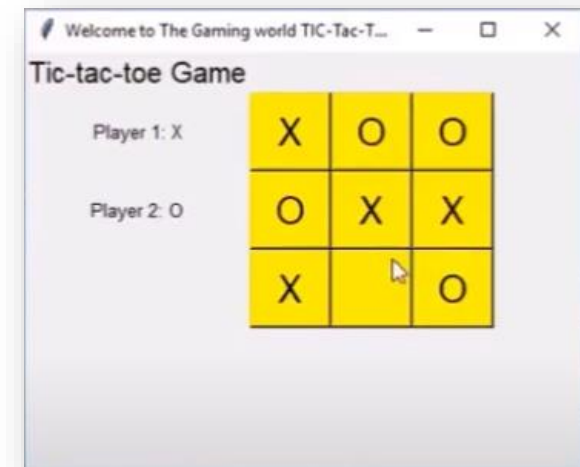 Welcome to The Gaming world TIC-Tac-T...
Tic-tac-toe Game
Player 1: X
X O O
Player 2: O
O X X
X O